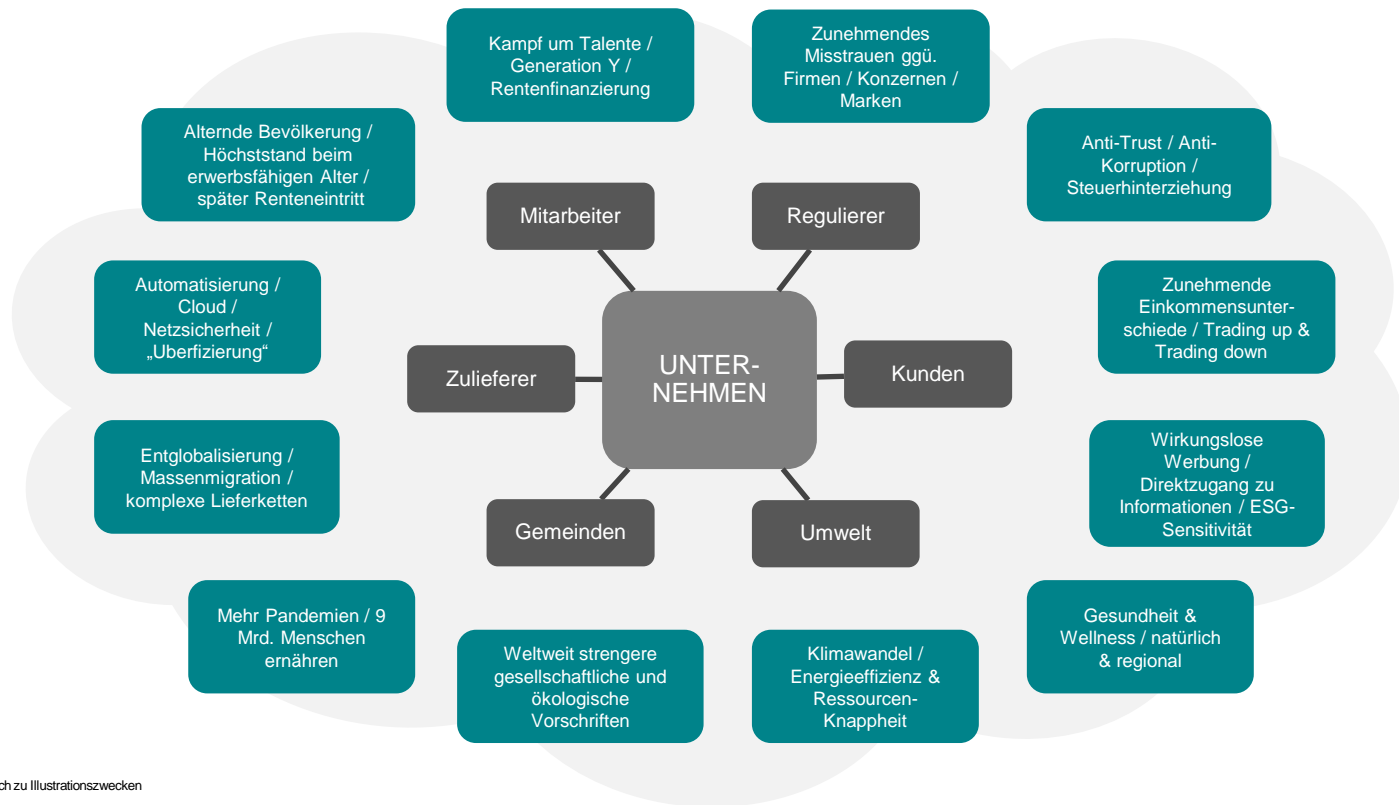 Kampf um Talente /
Generation Y /
Rentenfinanzierung
Zunehmendes
Misstrauen ggü.
Firmen / Konzernen /
Marken
Alternde Bevölkerung /
Höchststand beim
erwerbsfähigen Alter /
später Renteneintritt
Anti-Trust / Anti-
Korruption /
Steuerhinterziehung
Mitarbeiter
Regulierer
Automatisierung /
Cloud /
Netzsicherheit /
„Uberfizierung“
Zunehmende
Einkommensunter-
schiede / Trading up &
Trading down
Zulieferer
UNTER-
NEHMEN
Kunden
Entglobalisierung /
Massenmigration /
komplexe Lieferketten
Wirkungslose
Werbung /
Direktzugang zu
Informationen / ESG-
Sensitivität
Gemeinden
Umwelt
Mehr Pandemien / 9
Mrd. Menschen
ernähren
Weltweit strengere
gesellschaftliche und
ökologische
Vorschriften
Klimawandel /
Energieeffizienz &
Ressourcen-
Knappheit
Gesundheit &
Wellness / natürlich
& regional
ch zu Illustrationszwecken